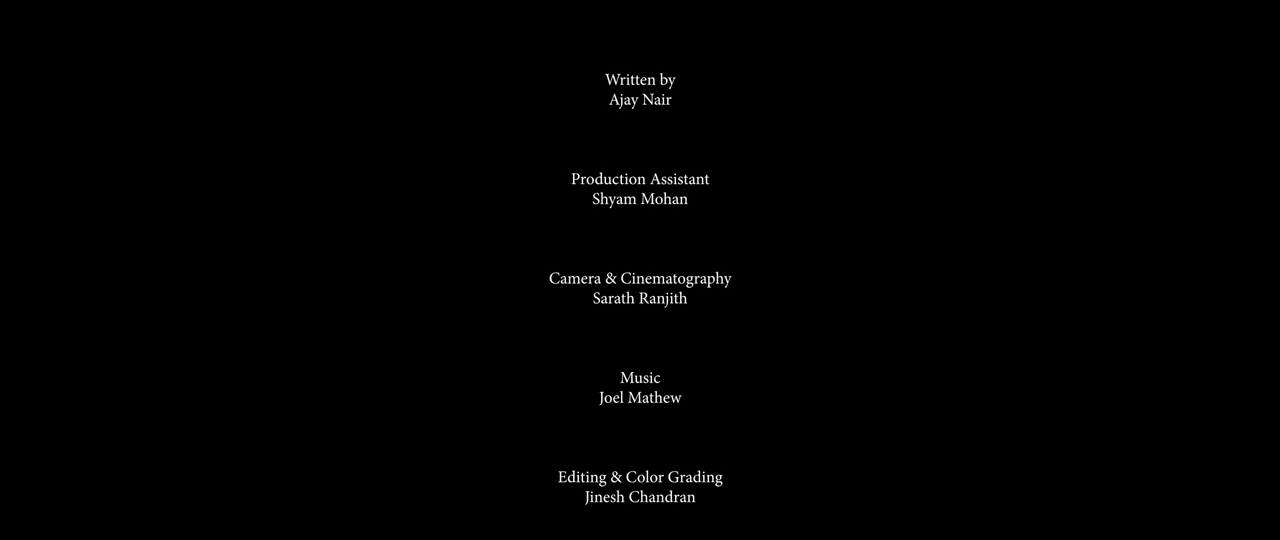 Written by
Ajay Nair
Production Assistant
Shyam Mohan
Camera & Cinematography
Sarath Ranjith
Music
Joel Mathew
Editing & Color Grading
Jinesh Chandran